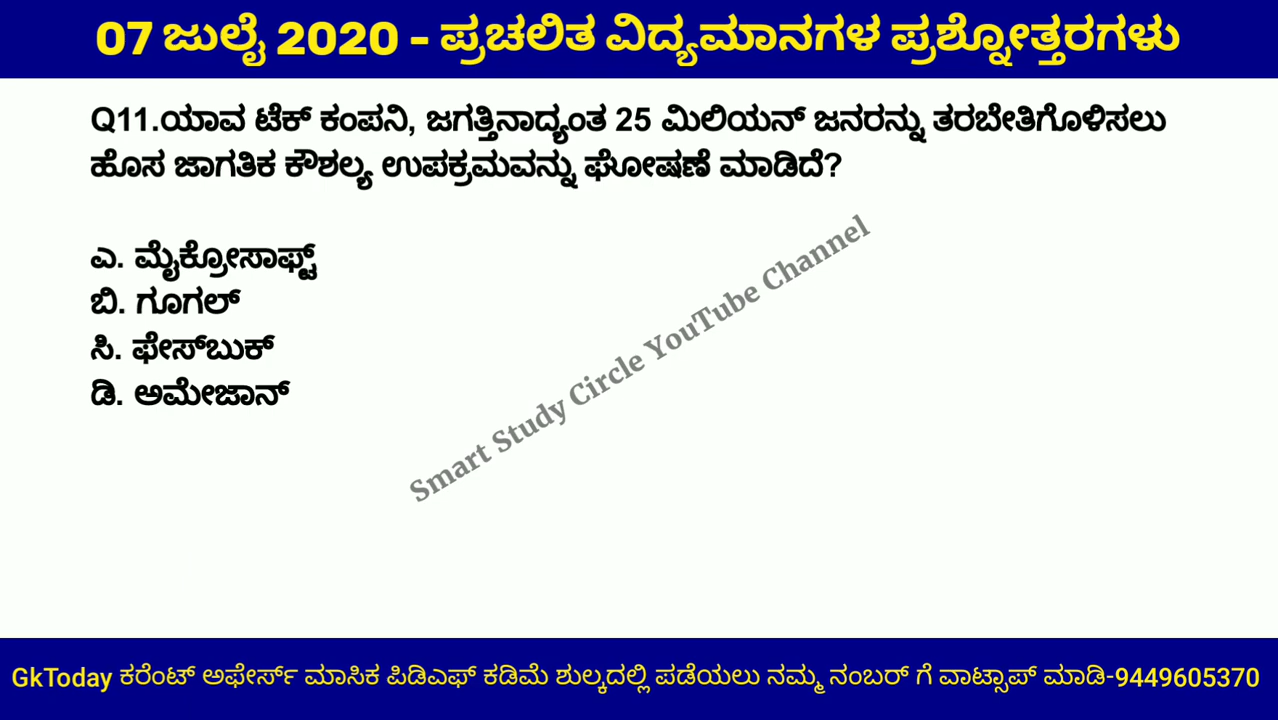 07 ಜುಲೈ 2020 - ಪ್ರಚಲಿತ ವಿದ್ಯಮಾನಗಳ ಪ್ರಶ್ನೋತ್ತರಗಳು
Q11.ಯಾವ ಟೆಕ್ ಕಂಪನಿ, ಜಗತ್ತಿನಾದ್ಯಂತ 25 ಮಿಲಿಯನ್ ಜನರನ್ನು ತರಬೇತಿಗೊಳಿಸಲು
ಹೊಸ ಜಾಗತಿಕ ಕೌಶಲ್ಯ ಉಪಕ್ರಮವನ್ನು ಘೋಷಣೆ ಮಾಡಿದೆ?
ಎ. ಮೈಕ್ರೋಸಾಫ್ಟ್
ಬಿ. ಗೂಗಲ್
ಸಿ. ಫೇಸ್‌ಬುಕ್
ಡಿ. ಅಮೇಜಾನ್
Smart Study Circle YouTube Channel
GkToday ಕರೆಂಟ್ ಅಫೇರ್ಸ್ ಮಾಸಿಕ ಪಿಡಿಎಫ್ ಕಡಿಮೆ ಶುಲ್ಕದಲ್ಲಿ ಪಡೆಯಲು ನಮ್ಮ ನಂಬರ್ ಗೆ ವಾಟ್ಸಾಪ್ ಮಾಡಿ-9449605370